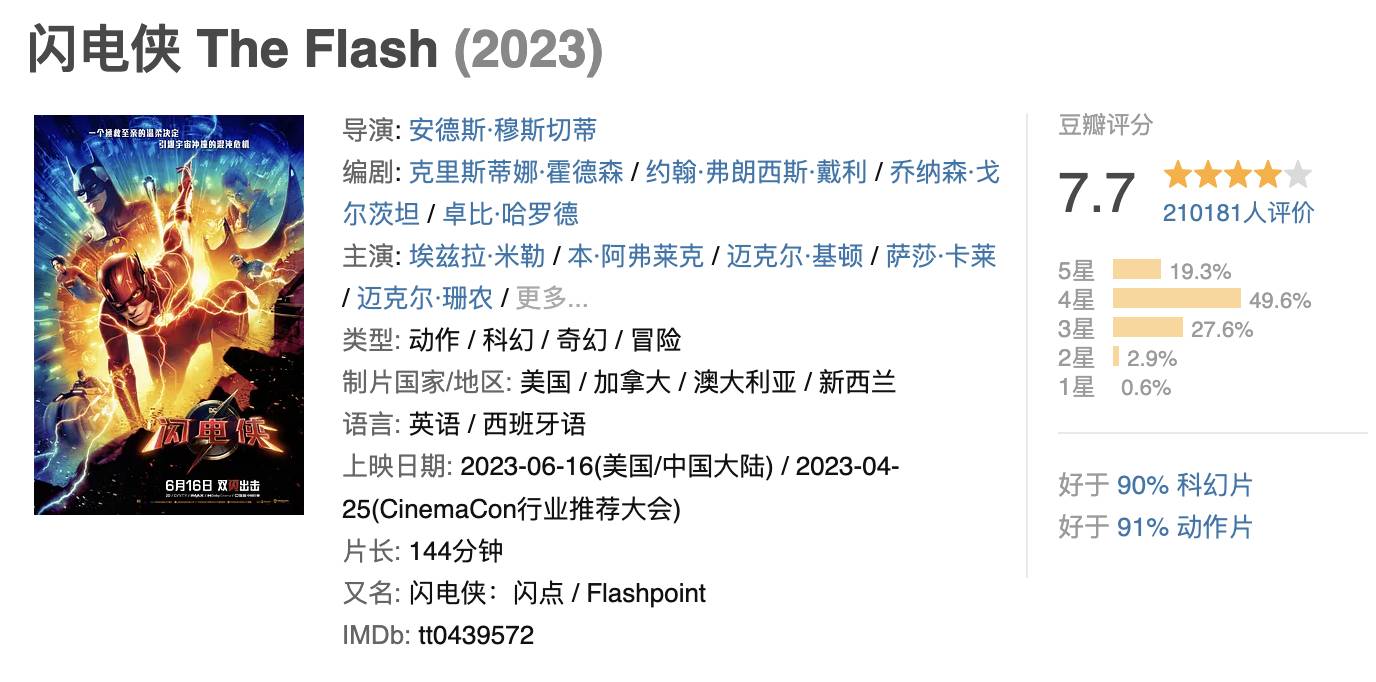 闪电侠 The Flash (2023)
一个拯救至亲的温柔决定
引爆宇宙冲撞的混沌危机
DC
闪电侠
6月16日 双闪出击
导演: 安德斯·穆斯切蒂
编剧: 克里斯蒂娜·霍德森 / 约翰·弗朗西斯·戴利 / 乔纳森·戈
尔茨坦 / 卓比·哈罗德
主演: 埃兹拉·米勒 / 本·阿弗莱克 / 迈克尔·基顿 / 萨莎·卡莱
/ 迈克尔·珊农 / 更多...
类型: 动作 / 科幻 / 奇幻 / 冒险
制片国家/地区: 美国 / 加拿大 / 澳大利亚 / 新西兰
语言: 英语 / 西班牙语
上映日期: 2023-06-16(美国/中国大陆) / 2023-04-
25(CinemaCon行业推荐大会)
片长: 144分钟
又名: 闪电侠：闪点 / Flashpoint
IMDb: tt0439572
豆瓣评分
7.7
210181人评价
5星 19.3%
4星 49.6%
3星 27.6%
2星 2.9%
1星 0.6%
好于 90% 科幻片
好于 91% 动作片